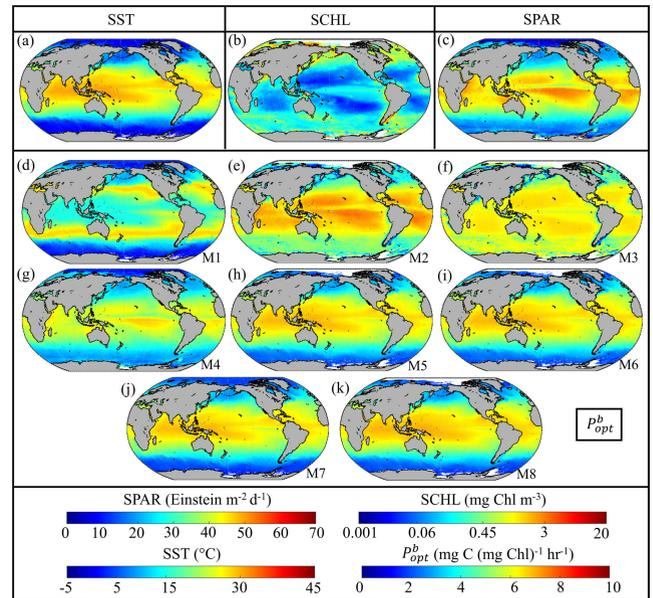 SST SCHL SPAR
(a) (b) (c)
(d) (e) (f)
M1 M2 M3
(g) (h) (i)
M4 M5 M6
(j) (k)
P^b_opt
M7 M8
SPAR (Einstein m⁻² d⁻¹) SCHL (mg Chl m⁻³)
0 10 20 30 40 50 60 70 0.001 0.06 0.45 3 20
SST (°C) P^b_opt (mg C (mg Chl)⁻¹ hr⁻¹)
-5 5 15 30 45 0 2 4 6 8 10